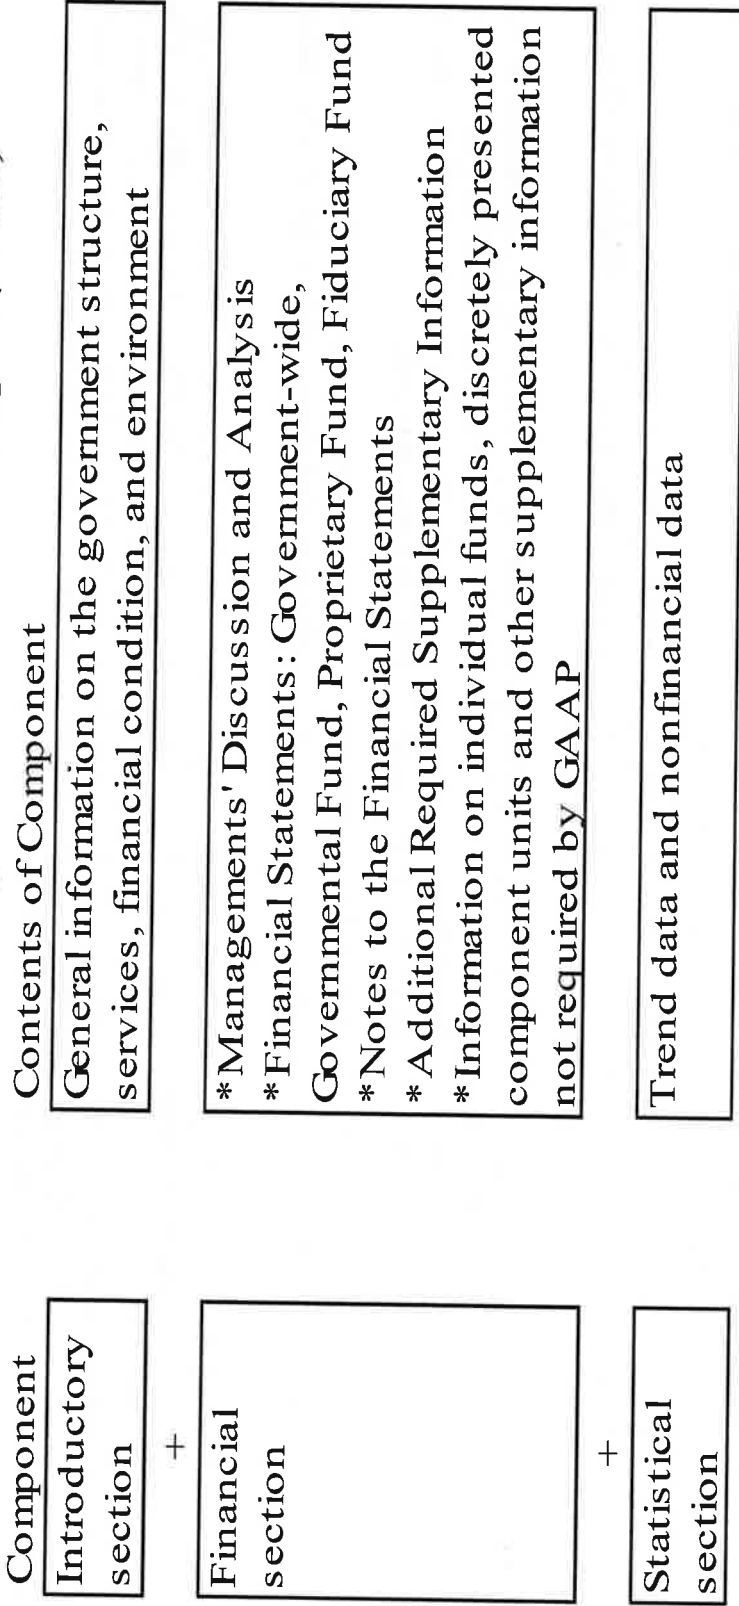 Component
Contents of Component
Introductory
section
General information on the government structure,
services, financial condition, and environment
+
Financial
section
*Managements' Discussion and Analysis
*Financial Statements: Government-wide,
Governmental Fund, Proprietary Fund, Fiduciary Fund
*Notes to the Financial Statements
*Additional Required Supplementary Information
*Information on individual funds, discretely presented
component units and other supplementary information
not required by GAAP
+
Statistical
section
Trend data and nonfinancial data